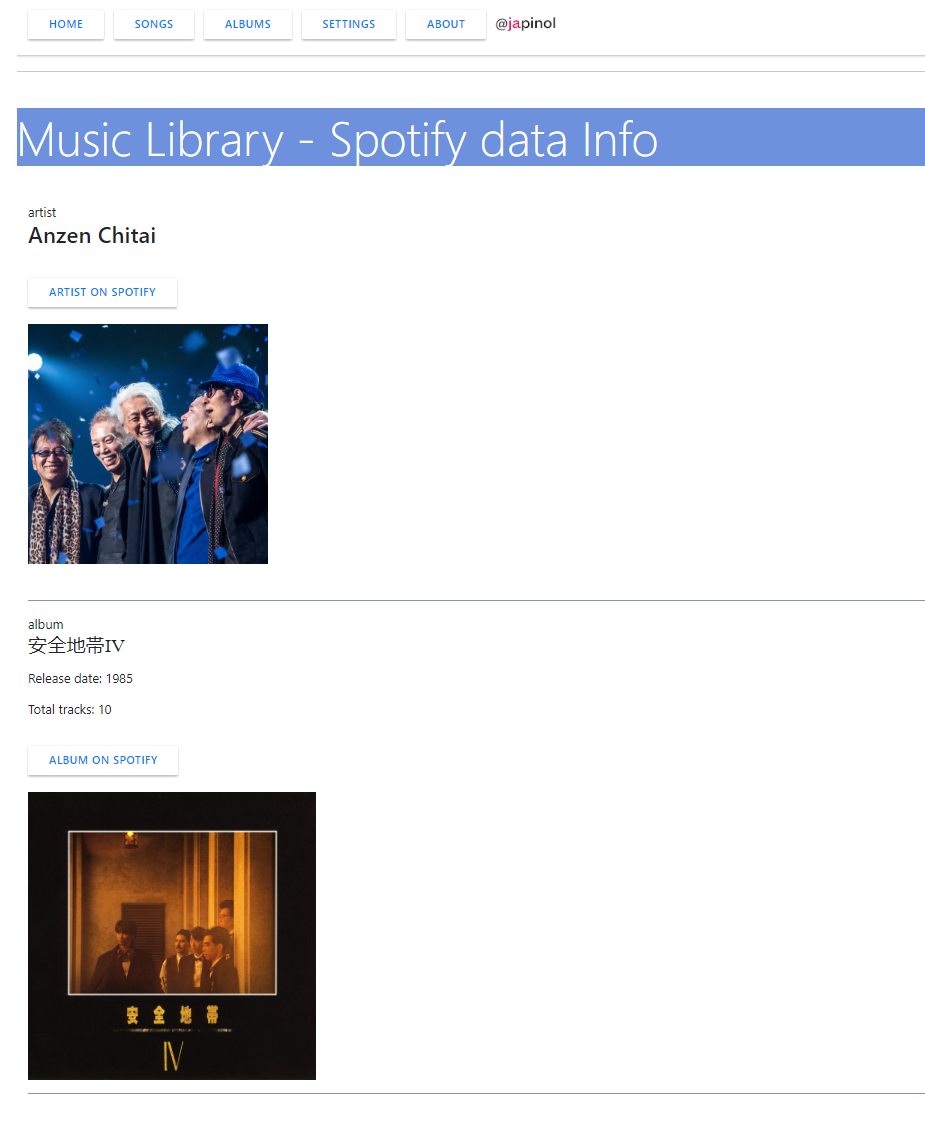 HOME SONGS ALBUMS SETTINGS ABOUT @japinol
Music Library - Spotify data Info
artist
Anzen Chitai
ARTIST ON SPOTIFY
album
安全地帯IV
Release date: 1985
Total tracks: 10
ALBUM ON SPOTIFY
安全地帯
IV